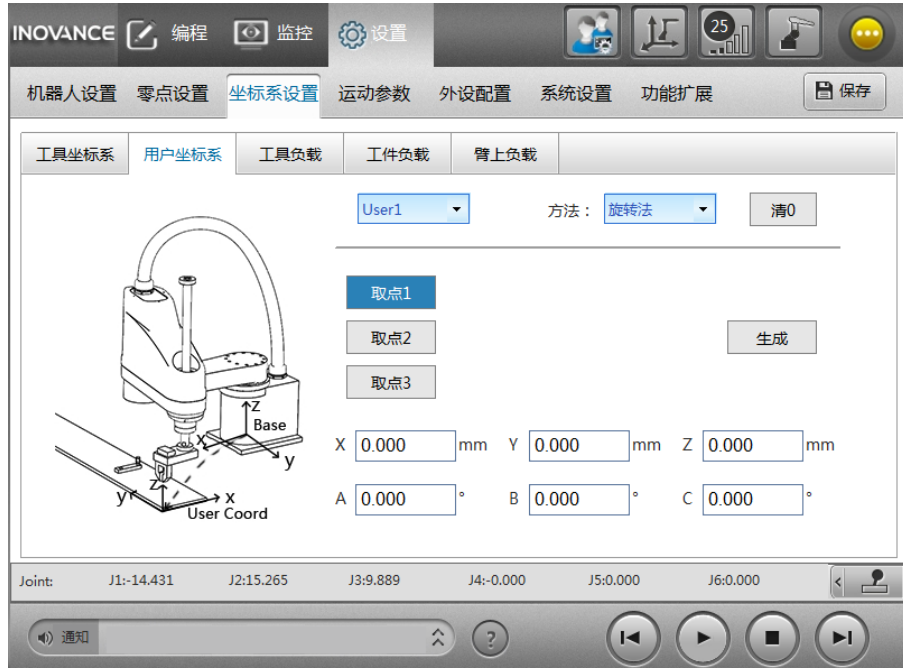 INOVANCE 编程 监控 设置 25
机器人设置 零点设置 坐标系设置 运动参数 外设配置 系统设置 功能扩展 保存
工具坐标系 用户坐标系 工具负载 工件负载 臂上负载
User1 方法： 旋转法 清0
取点1
取点2 生成
取点3
Z
Base
X
y
Z
y
x
User Coord
X 0.000 mm Y 0.000 mm Z 0.000 mm
A 0.000 ° B 0.000 ° C 0.000 °
Joint: J1:-14.431 J2:15.265 J3:9.889 J4:-0.000 J5:0.000 J6:0.000 <
通知 ?